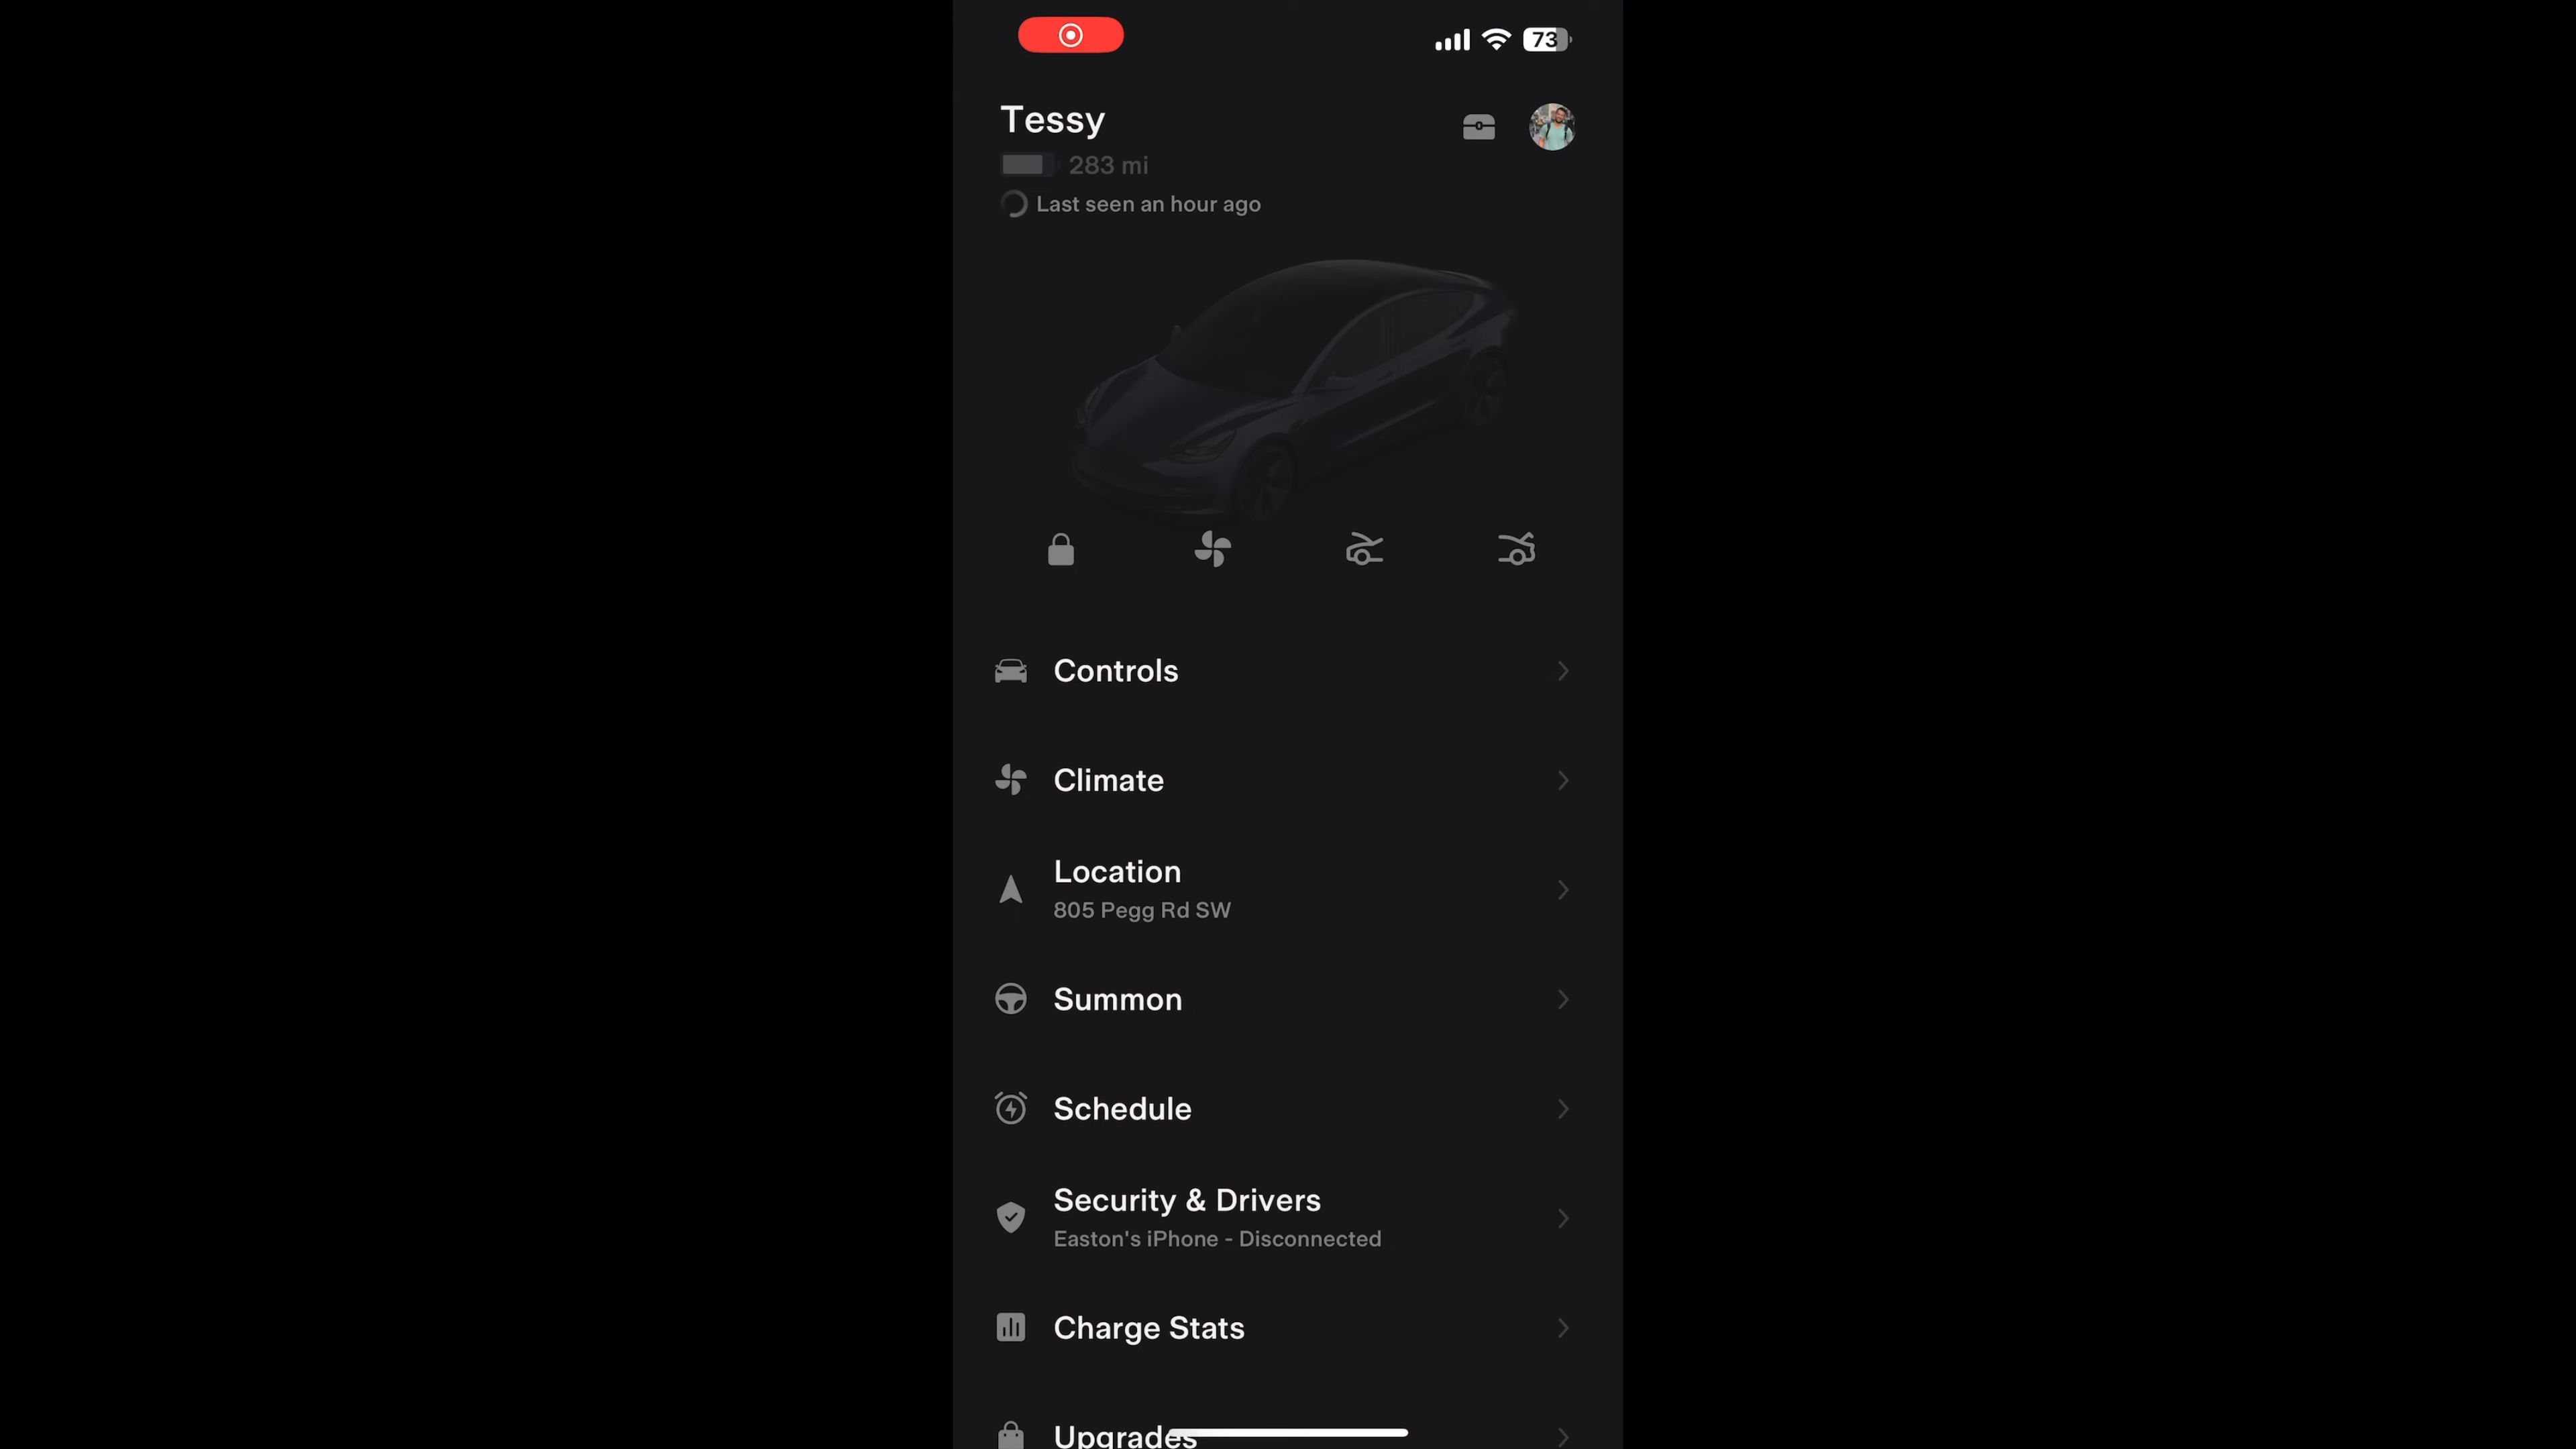 73
Tessy
283 mi
Last seen an hour ago
Controls
Climate
Location
805 Pegg Rd SW
Summon
Schedule
Security & Drivers
Easton's iPhone - Disconnected
Charge Stats
Upgrades